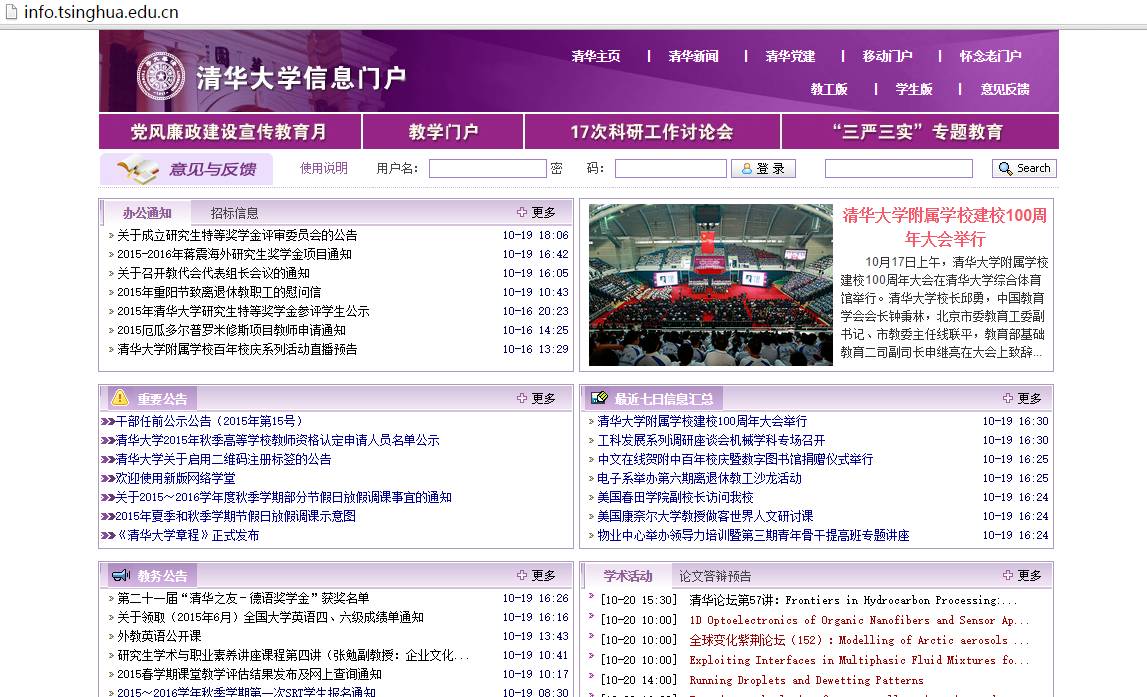 info.tsinghua.edu.cn
清华大学信息门户
清华主页 | 清华新闻 | 清华党建 | 移动门户 | 怀念老门户
教工版 | 学生版 | 意见反馈
党风廉政建设宣传教育月 教学门户 17次科研工作讨论会 “三严三实”专题教育
意见与反馈 使用说明 用户名: 密 码: 登 录 Search
办公通知 招标信息 更多
关于成立研究生特等奖学金评审委员会的公告 10-19 18:06
2015-2016年蒋震海外研究生奖学金项目通知 10-19 16:42
关于召开教代会代表组长会议的通知 10-19 16:05
2015年重阳节致离退休教职工的慰问信 10-19 10:43
2015年清华大学研究生特等奖学金参评学生公示 10-16 20:23
2015厄瓜多尔普罗米修斯项目教师申请通知 10-16 14:25
清华大学附属学校百年校庆系列活动直播预告 10-16 13:29
清华大学附属学校建校100周
年大会举行
10月17日上午，清华大学附属学校
建校100周年大会在清华大学综合体育
馆举行。清华大学校长邱勇，中国教育
学会会长钟秉林，北京市委教育工委副
书记、市教委主任线联平，教育部基础
教育二司副司长申继亮在大会上致辞...
重要公告 更多
干部任前公示公告（2015年第15号）
清华大学2015年秋季高等学校教师资格认定申请人员名单公示
清华大学关于启用二维码注册标签的公告
欢迎使用新版网络学堂
关于2015～2016学年度秋季学期部分节假日放假调课事宜的通知
2015年夏季和秋季学期节假日放假调课示意图
《清华大学章程》正式发布
最近七日信息汇总 更多
清华大学附属学校建校100周年大会举行 10-19 16:30
工科发展系列调研座谈会机械学科专场召开 10-19 16:30
中文在线贺附中百年校庆暨数字图书馆捐赠仪式举行 10-19 16:25
电子系举办第六期离退休教工沙龙活动 10-19 16:25
美国春田学院副校长访问我校 10-19 16:24
美国康奈尔大学教授做客世界人文研讨课 10-19 16:24
物业中心举办领导力培训暨第三期青年骨干提高班专题讲座 10-19 16:24
教务公告 更多
第二十一届“清华之友－德语奖学金”获奖名单 10-19 16:26
关于领取（2015年6月）全国大学英语四、六级成绩单通知 10-19 16:16
外教英语公开课 10-19 13:43
研究生学术与职业素养讲座课程第四讲（张勉副教授：企业文化... 10-19 10:41
2015春学期课堂教学评估结果发布及网上查询通知 10-19 10:17
2015～2016学年秋季学期第一次SRT学生报名通知 10-19 08:30
学术活动 论文答辩预告 更多
[10-20 15:30] 清华论坛第57讲: Frontiers in Hydrocarbon Processing:...
[10-20 10:00] 1D Optoelectronics of Organic Nanofibers and Sensor Ap...
[10-20 10:00] 全球变化紫荆论坛（152）: Modelling of Arctic aerosols ...
[10-20 10:00] Exploiting Interfaces in Multiphasic Fluid Mixtures fo...
[10-20 14:00] Running Droplets and Dewetting Patterns